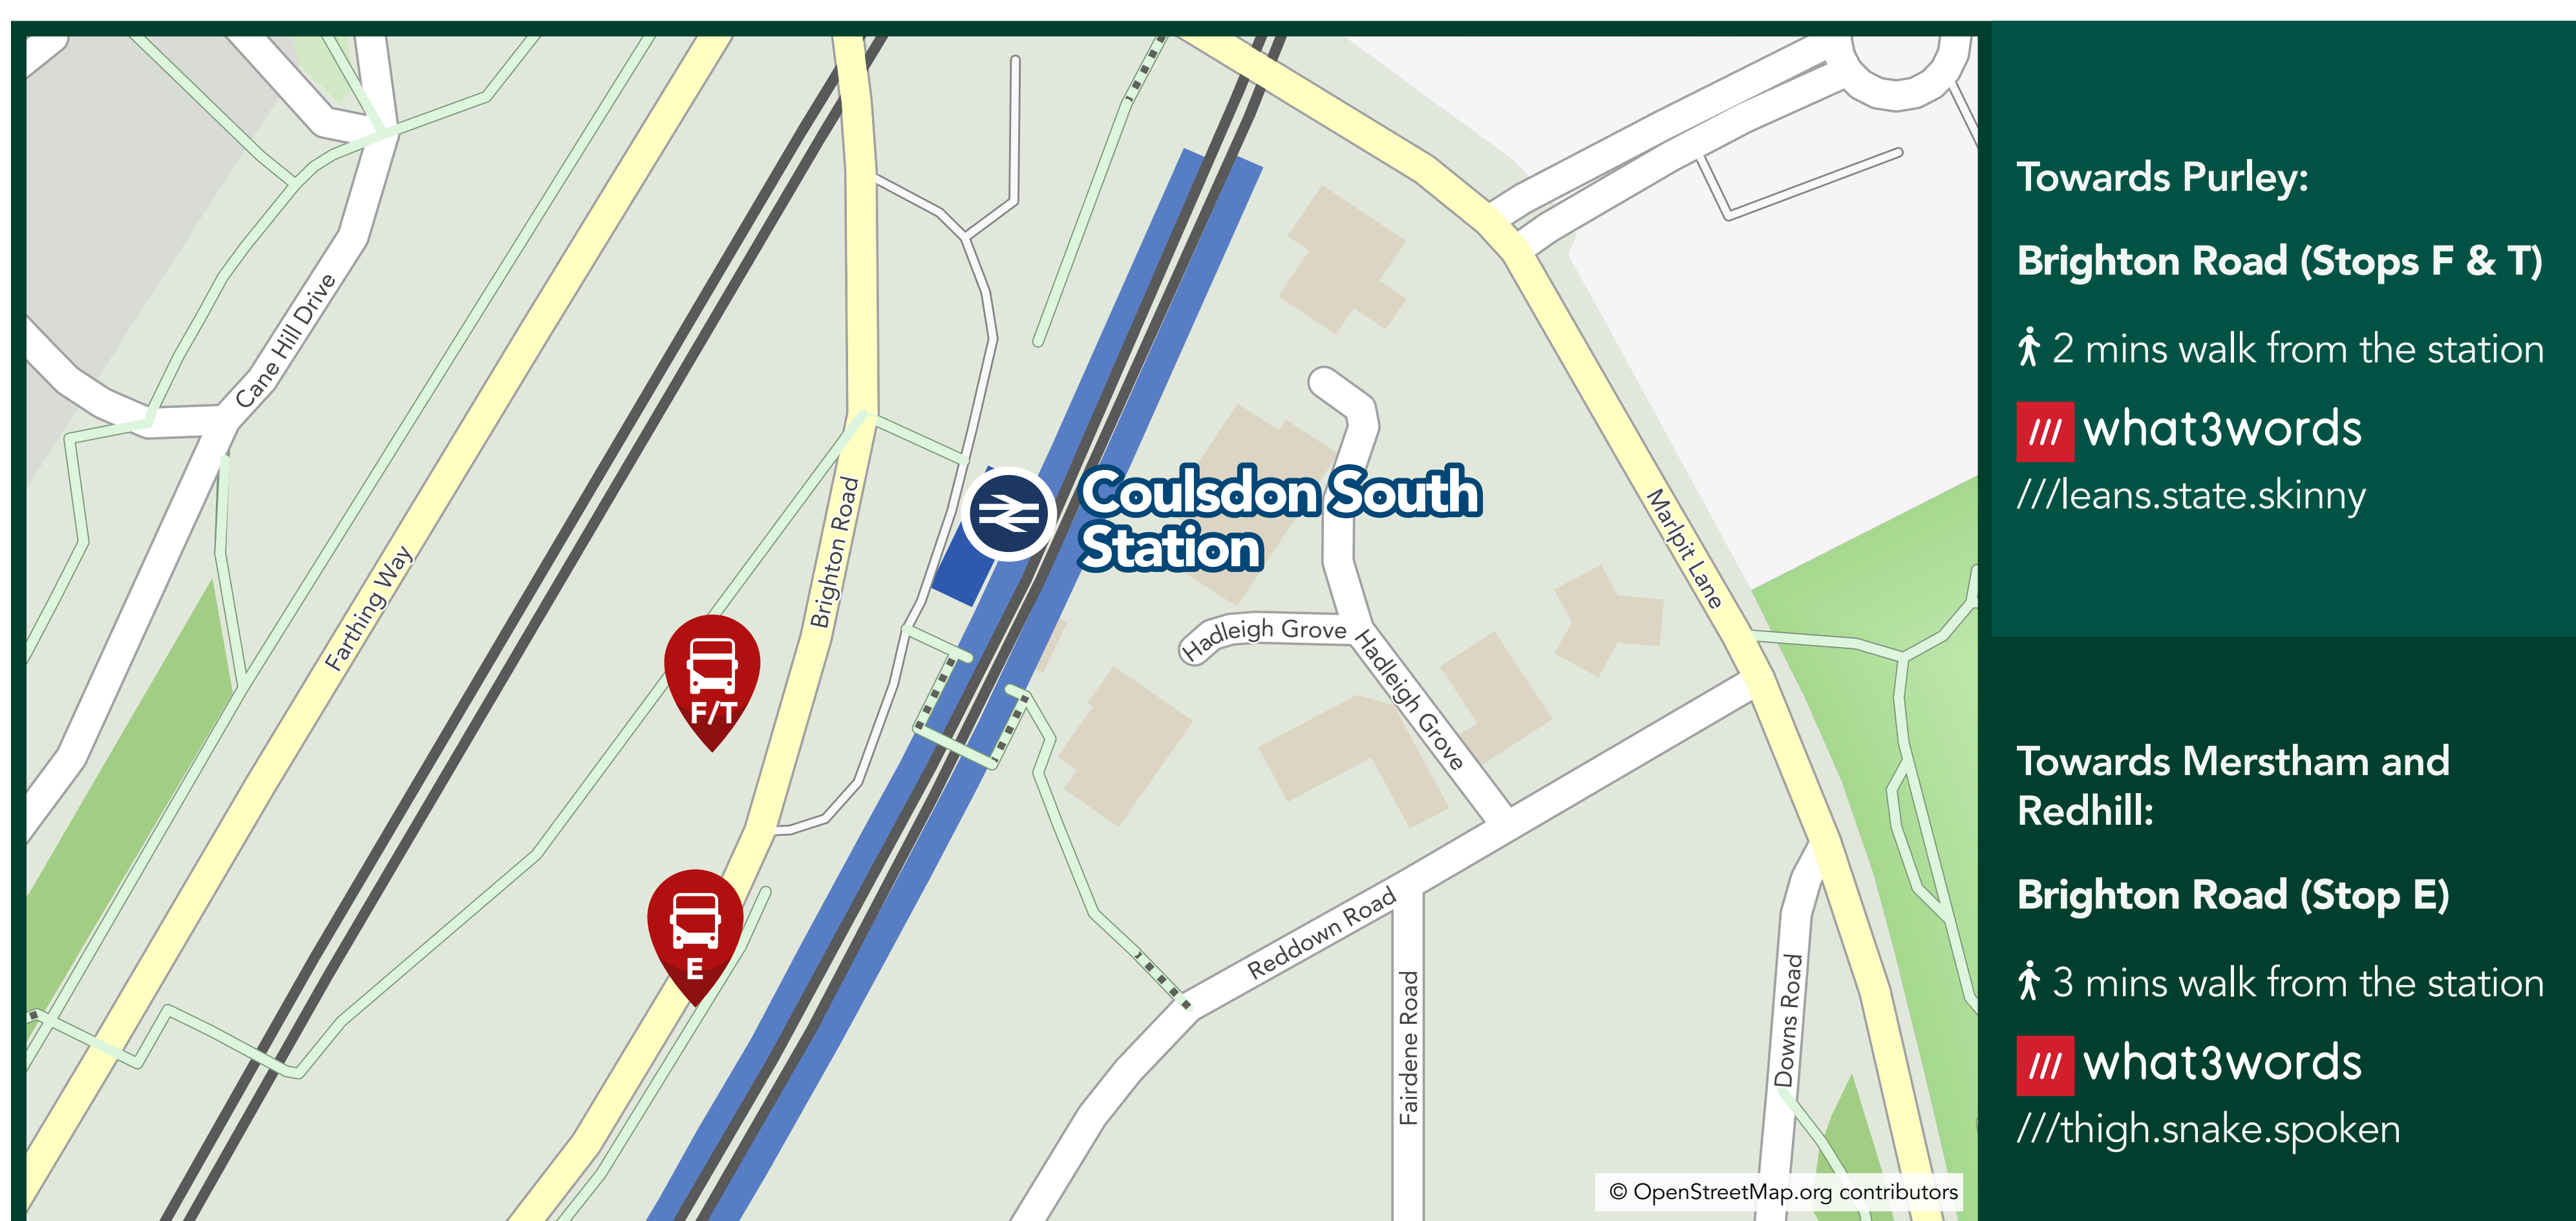 Cane Hill Drive
Farthing Way
Brighton Road
Coulsdon South
Station
F/T
E
Hadleigh Grove
Hadleigh Grove
Marlpit Lane
Reddown Road
Fairdene Road
Downs Road
© OpenStreetMap.org contributors
Towards Purley:
Brighton Road (Stops F & T)
2 mins walk from the station
what3words
///leans.state.skinny
Towards Merstham and
Redhill:
Brighton Road (Stop E)
3 mins walk from the station
what3words
///thigh.snake.spoken